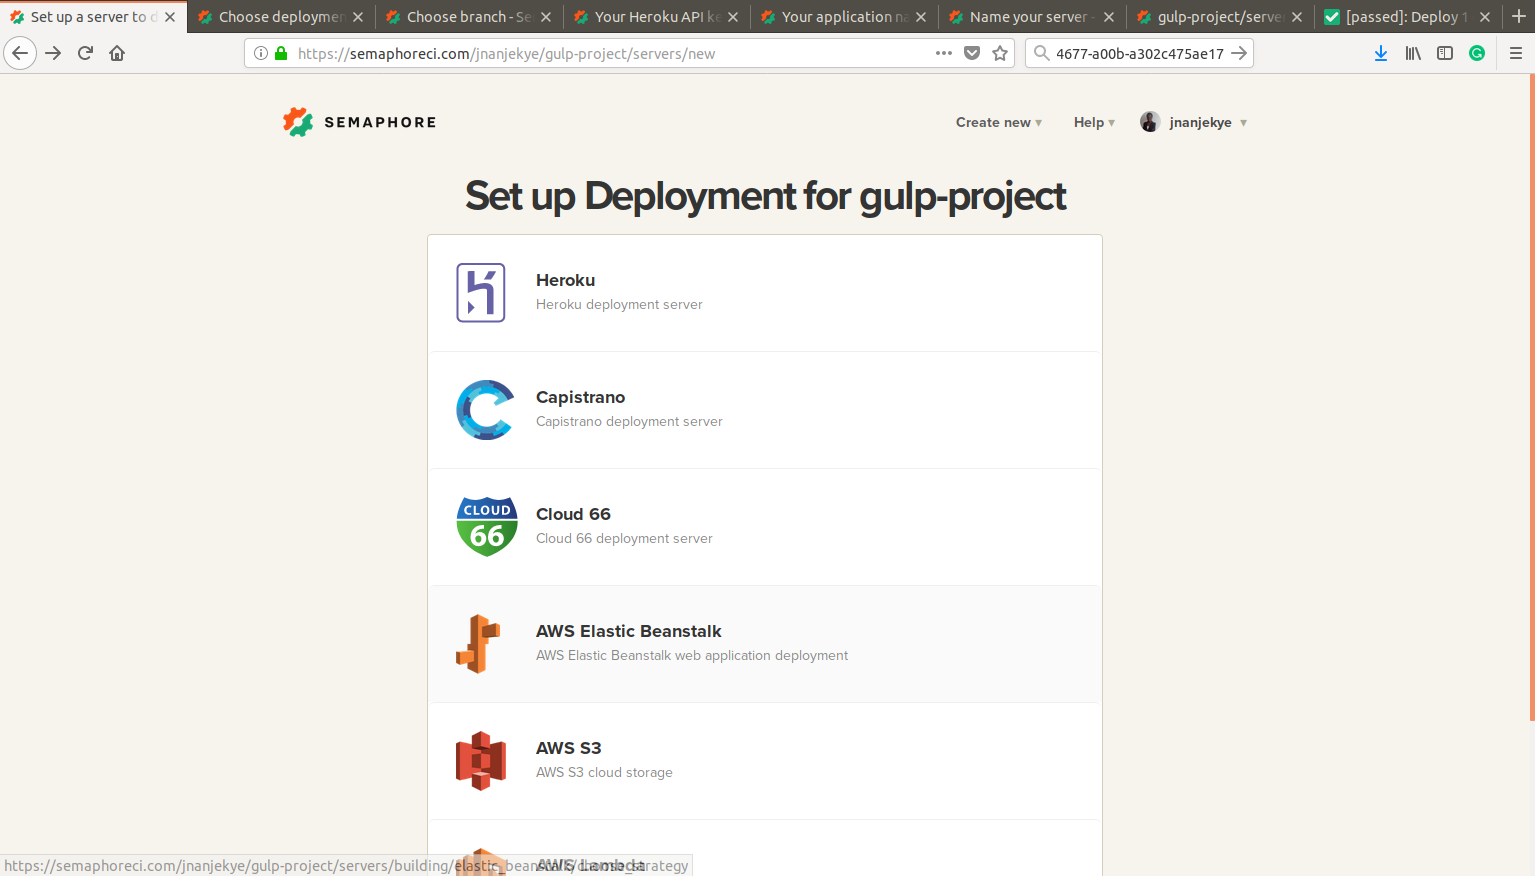 Set up a server to d
Choose deploymen
Choose branch - Se
Your Heroku API ke
Your application na
Name your server -
gulp-project/server
[passed]: Deploy 1
https://semaphoreci.com/jnanjekye/gulp-project/servers/new
4677-a00b-a302c475ae17
SEMAPHORE
Create new
Help
jnanjekye
Set up Deployment for gulp-project
Heroku
Heroku deployment server
Capistrano
Capistrano deployment server
CLOUD
66
Cloud 66
Cloud 66 deployment server
AWS Elastic Beanstalk
AWS Elastic Beanstalk web application deployment
AWS S3
AWS S3 cloud storage
AWS Lambda
https://semaphoreci.com/jnanjekye/gulp-project/servers/building/elastic_beanstalk/choose_strategy